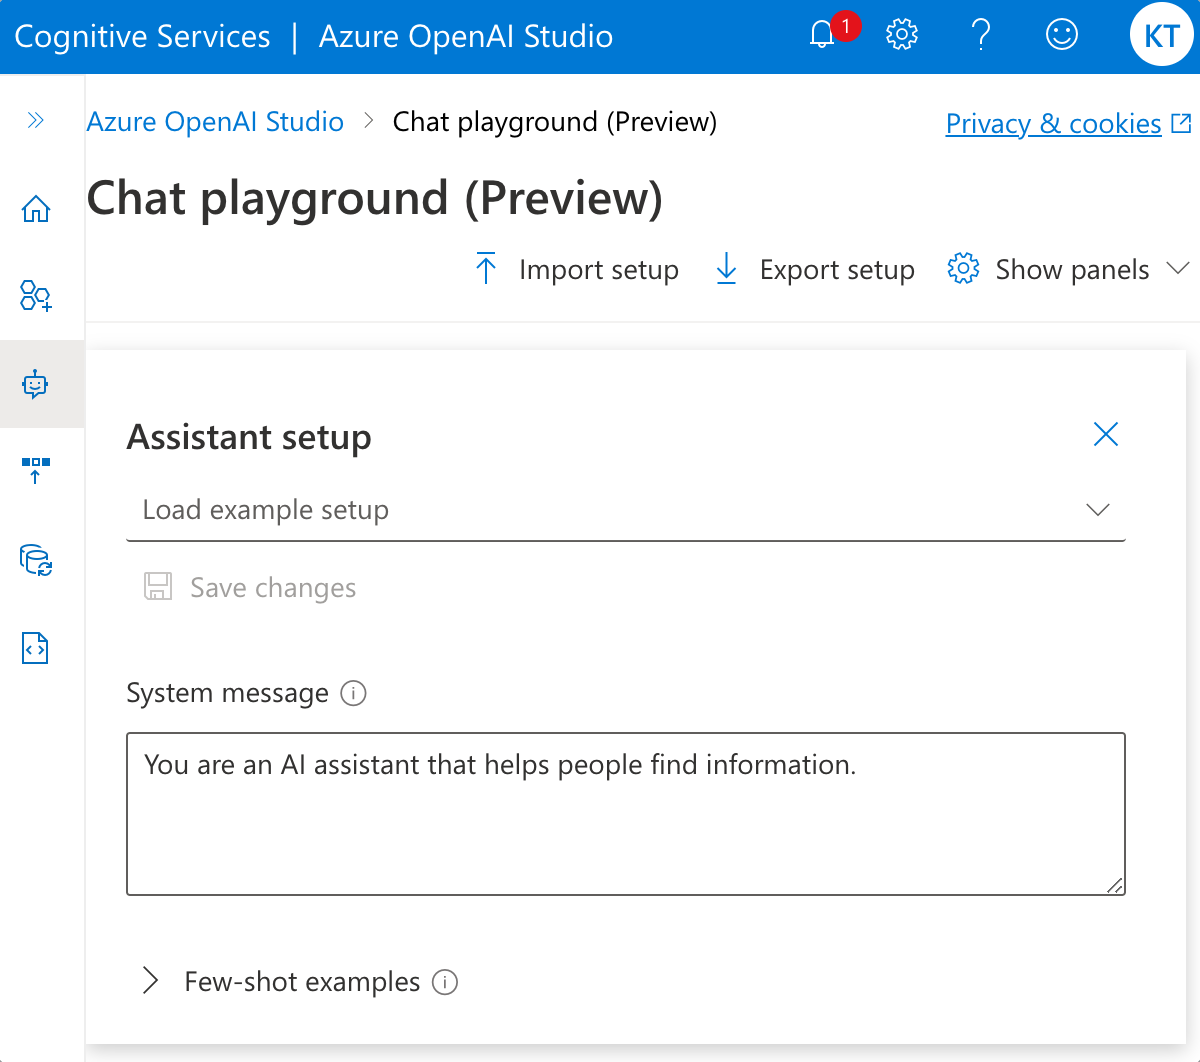 Cognitive Services | Azure OpenAI Studio 1 KT
Azure OpenAI Studio > Chat playground (Preview) Privacy & cookies
Chat playground (Preview)
Import setup Export setup Show panels
Assistant setup
Load example setup
Save changes
System message
You are an AI assistant that helps people find information.
Few-shot examples